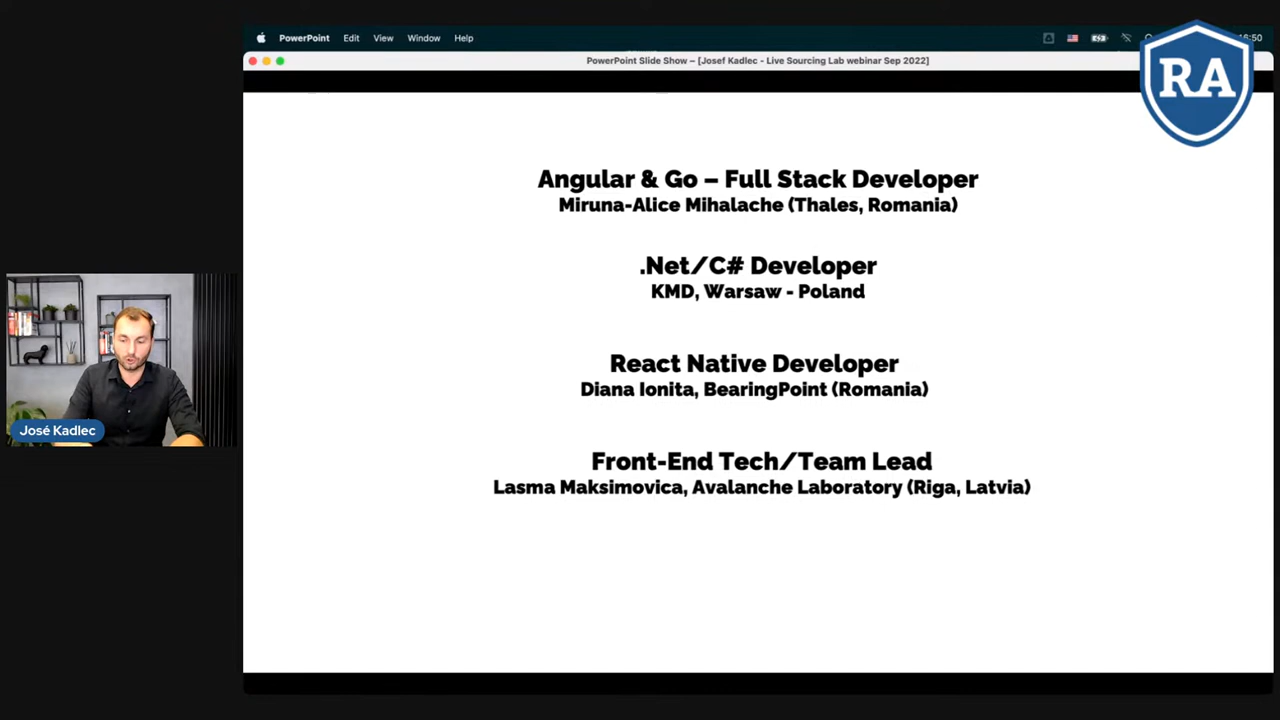 PowerPoint Edit View Window Help
:50
PowerPoint Slide Show – [Josef Kadlec - Live Sourcing Lab webinar Sep 2022]
RA
Angular & Go – Full Stack Developer
Miruna-Alice Mihalache (Thales, Romania)
.Net/C# Developer
KMD, Warsaw - Poland
React Native Developer
Diana Ionita, BearingPoint (Romania)
José Kadlec
Front-End Tech/Team Lead
Lasma Maksimovica, Avalanche Laboratory (Riga, Latvia)